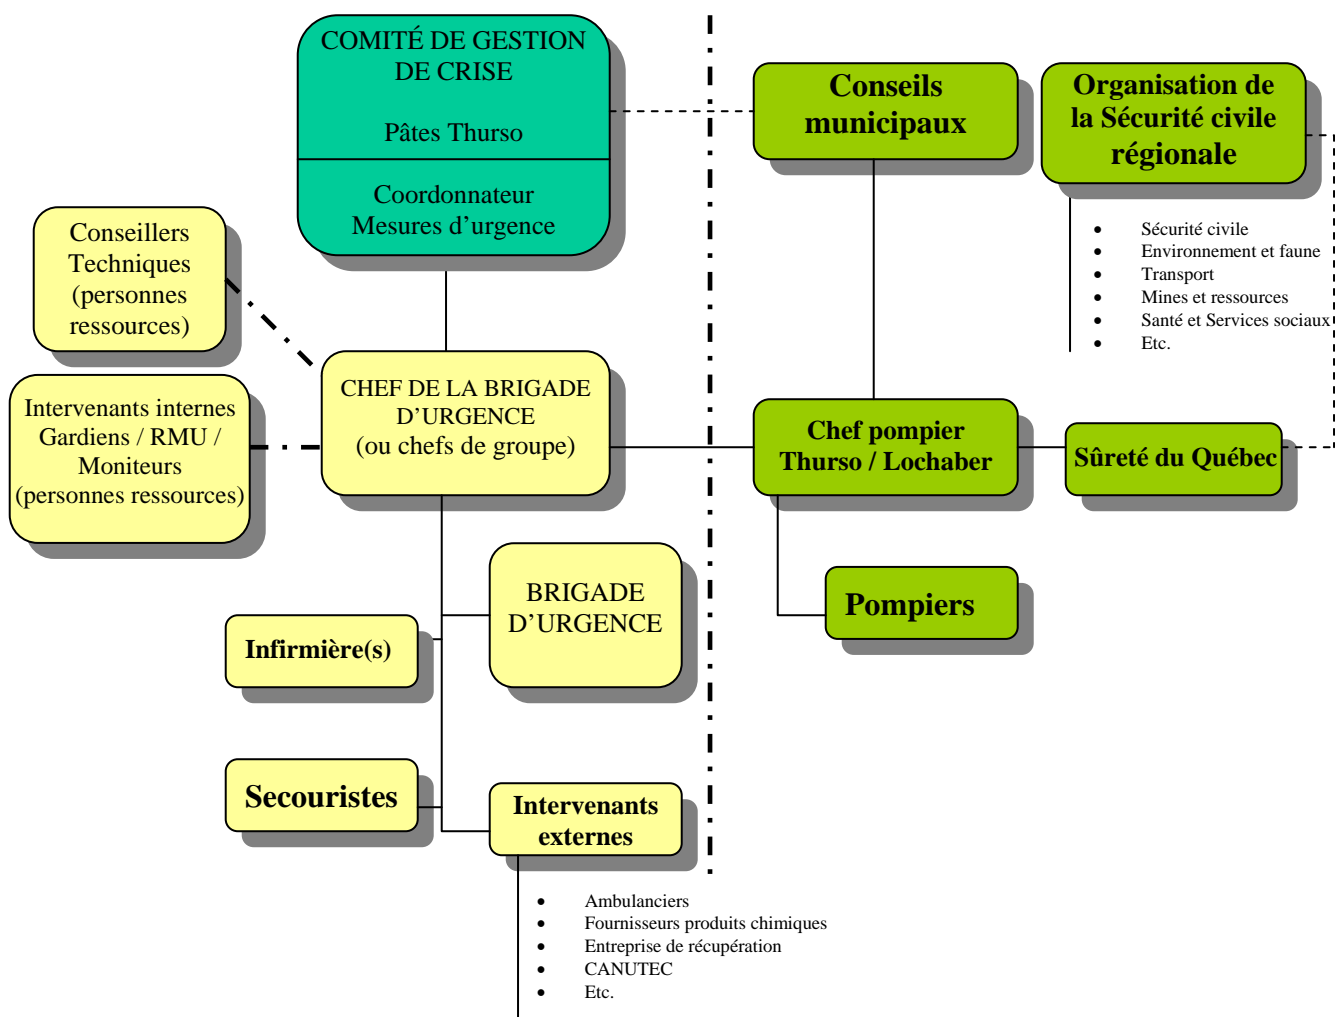 COMITÉ DE GESTION
DE CRISE
Pâtes Thurso
Coordonnateur
Mesures d’urgence
Conseils
municipaux
Organisation de
la Sécurité civile
régionale
• Sécurité civile
• Environnement et faune
• Transport
• Mines et ressources
• Santé et Services sociaux
• Etc.
Conseillers
Techniques
(personnes
ressources)
Intervenants internes
Gardiens / RMU /
Moniteurs
(personnes ressources)
CHEF DE LA BRIGADE
D’URGENCE
(ou chefs de groupe)
Chef pompier
Thurso / Lochaber
Sûreté du Québec
BRIGADE
D’URGENCE
Pompiers
Infirmière(s)
Secouristes
Intervenants
externes
• Ambulanciers
• Fournisseurs produits chimiques
• Entreprise de récupération
• CANUTEC
• Etc.